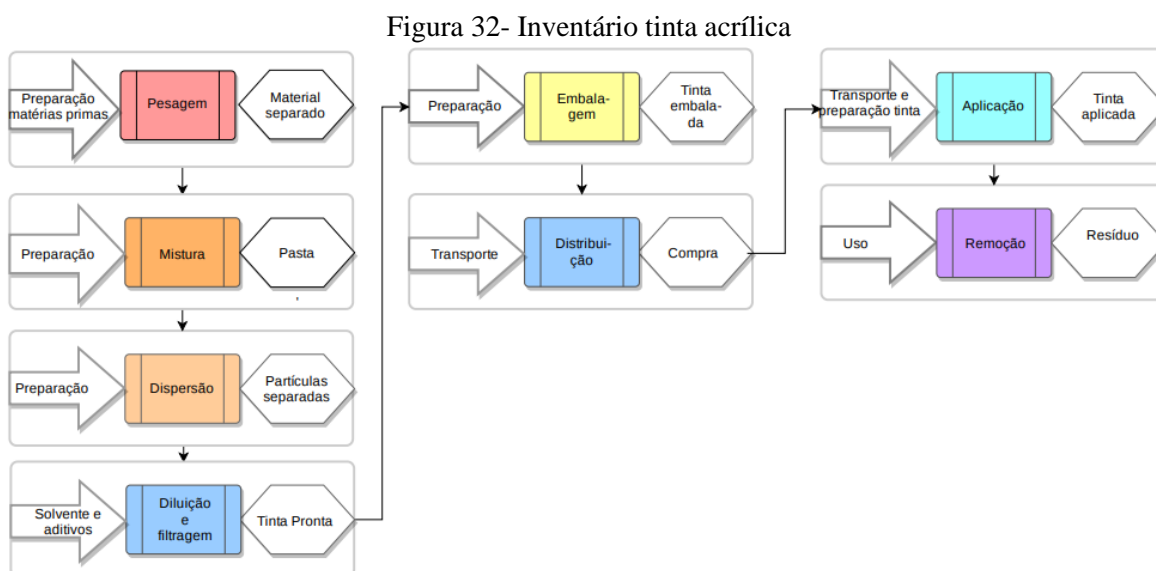 Figura 32- Inventário tinta acrílica
Preparação
matérias primas
Pesagem
Material
separado
Preparação
Mistura
Pasta
,
Preparação
Dispersão
Partículas
separadas
Solvente e
aditivos
Diluição
e
filtragem
Tinta Pronta
Preparação
Embala-
gem
Tinta
embala-
da
Transporte
Distribui-
ção
Compra
Transporte e
preparação tinta
Aplicação
Tinta
aplicada
Uso
Remoção
Resíduo